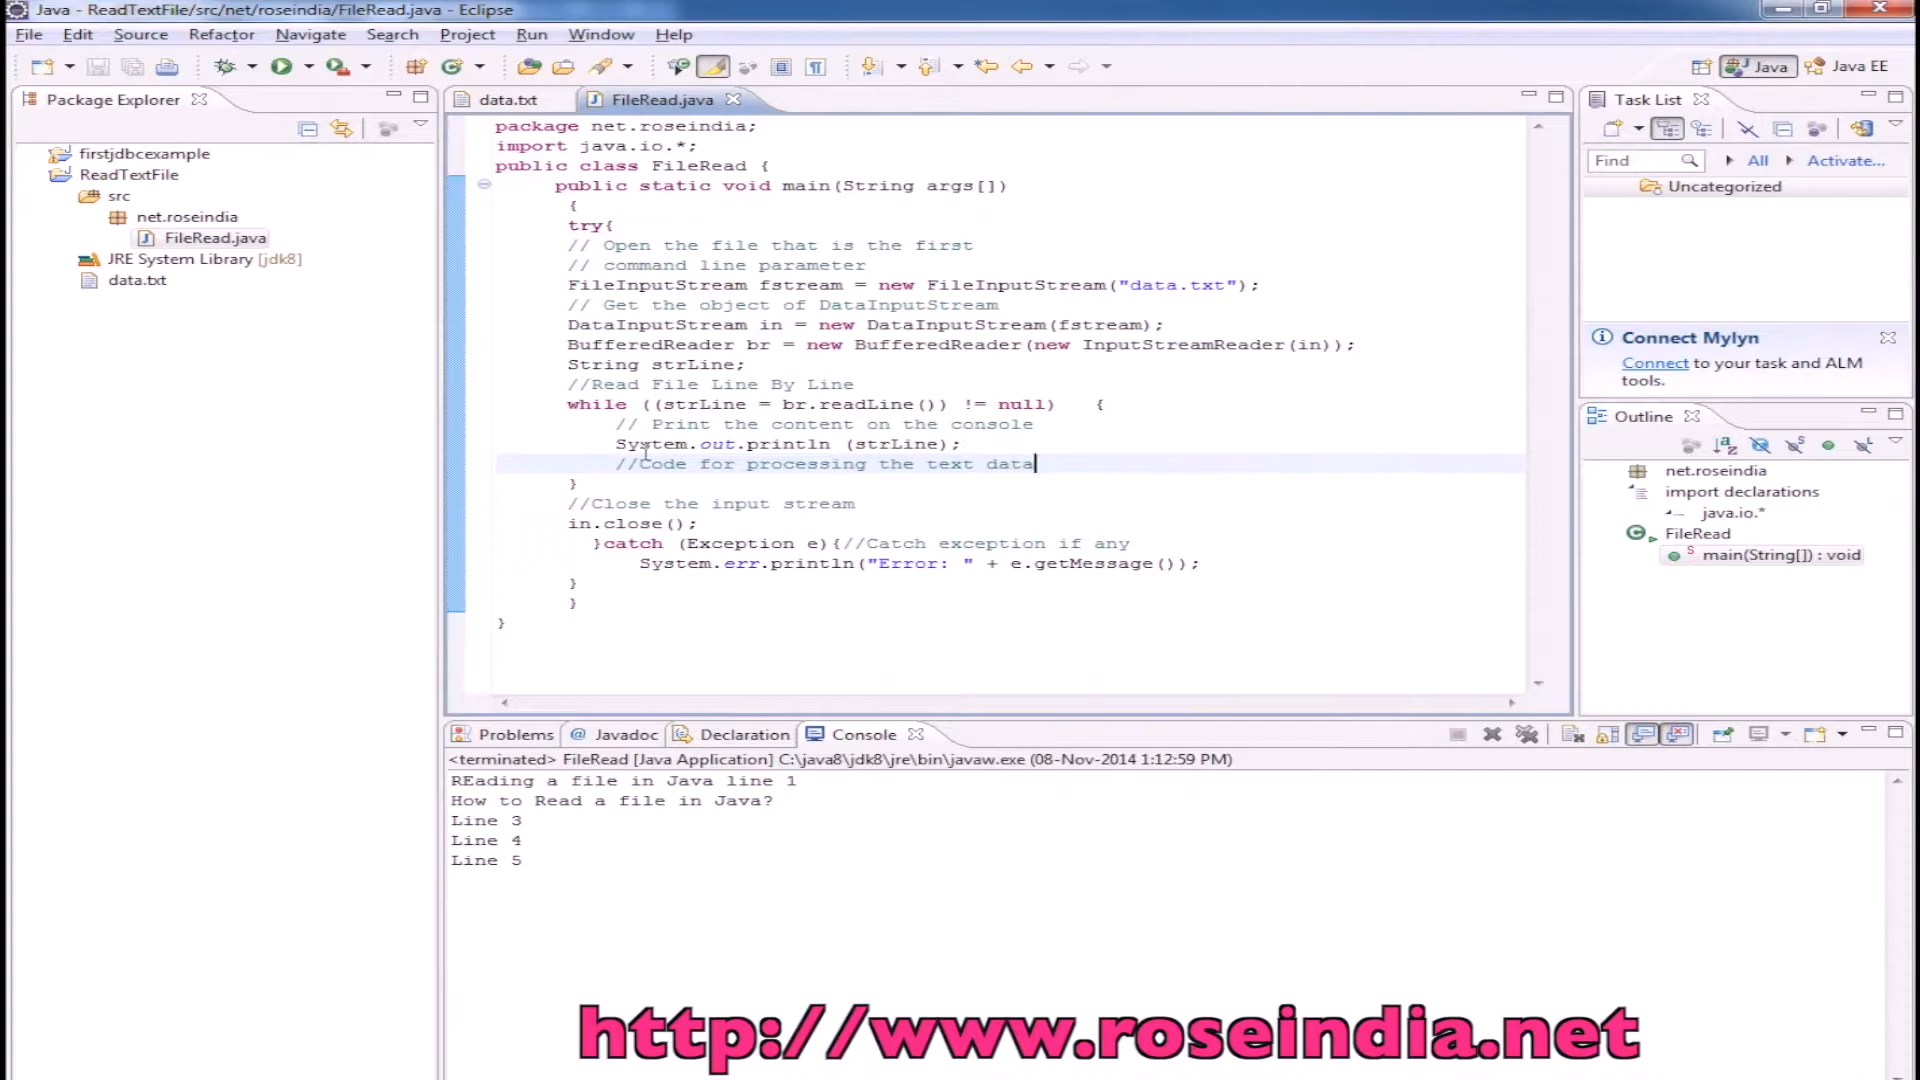 Java - ReadTextFile/src/net/roseindia/FileRead.java - Eclipse
File Edit Source Refactor Navigate Search Project Run Window Help
Java Java EE
Package Explorer
firstjdbcexample
ReadTextFile
src
net.roseindia
FileRead.java
JRE System Library [jdk8]
data.txt
data.txt FileRead.java
package net.roseindia;
import java.io.*;
public class FileRead {
public static void main(String args[])
{
try{
// Open the file that is the first
// command line parameter
FileInputStream fstream = new FileInputStream("data.txt");
// Get the object of DataInputStream
DataInputStream in = new DataInputStream(fstream);
BufferedReader br = new BufferedReader(new InputStreamReader(in));
String strLine;
//Read File Line By Line
while ((strLine = br.readLine()) != null) {
// Print the content on the console
System.out.println (strLine);
//Code for processing the text data
}
//Close the input stream
in.close();
}catch (Exception e){//Catch exception if any
System.err.println("Error: " + e.getMessage());
}
}
}
Task List
Find All Activate...
Uncategorized
Connect Mylyn
Connect to your task and ALM
tools.
Outline
net.roseindia
import declarations
java.io.*
FileRead
main(String[]) : void
Problems Javadoc Declaration Console
<terminated> FileRead [Java Application] C:\java8\jdk8\jre\bin\javaw.exe (08-Nov-2014 1:12:59 PM)
REading a file in Java line 1
How to Read a file in Java?
Line 3
Line 4
Line 5
http://www.roseindia.net